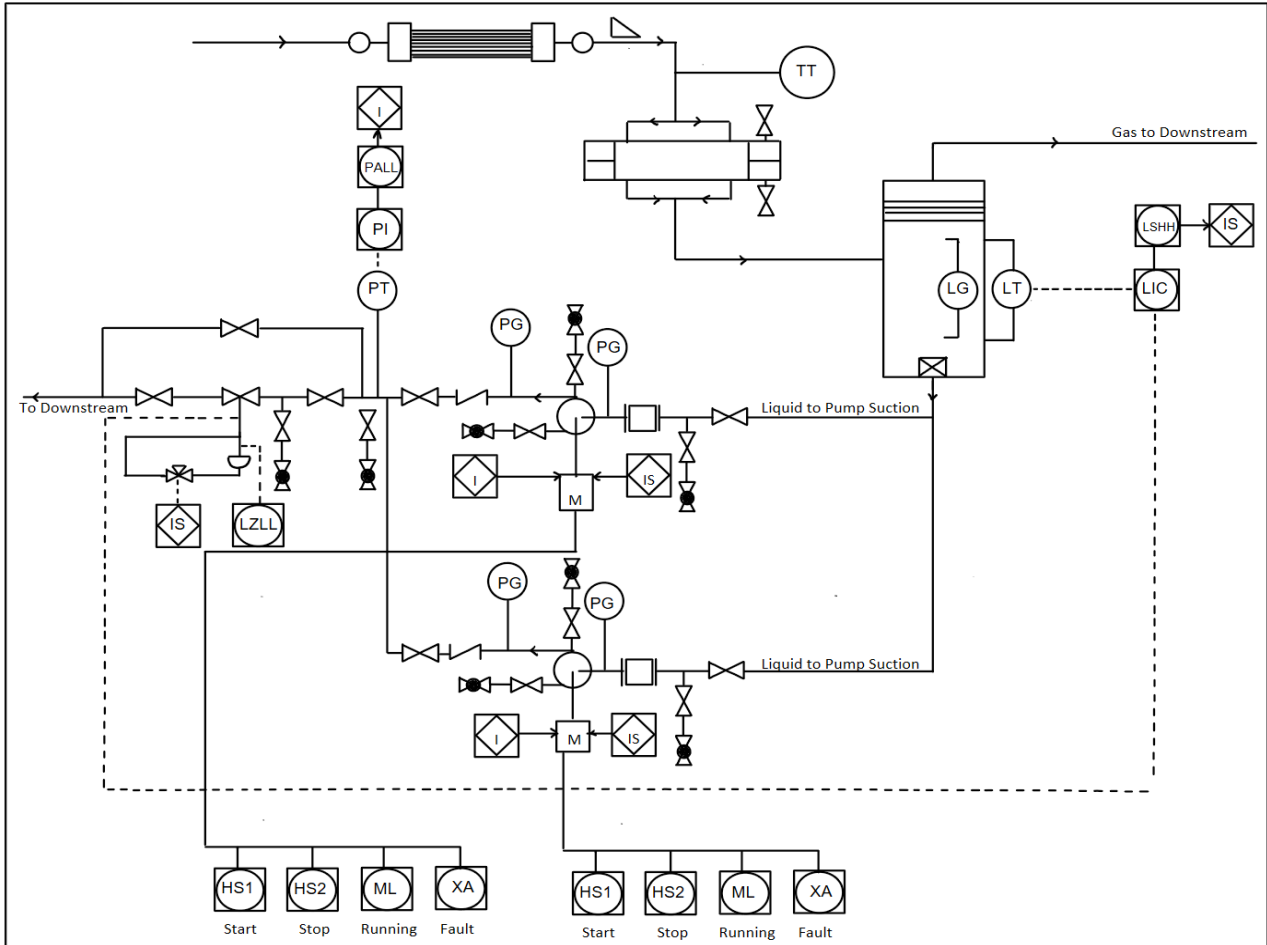 TT
I
Gas to Downstream
PALL
LSHH
IS
PI
PT
LG
LT
LIC
PG
PG
To Downstream
Liquid to Pump Suction
I
IS
M
IS
LZLL
PG
PG
Liquid to Pump Suction
I
M
IS
HS1
HS2
ML
XA
HS1
HS2
ML
XA
Start
Stop
Running
Fault
Start
Stop
Running
Fault